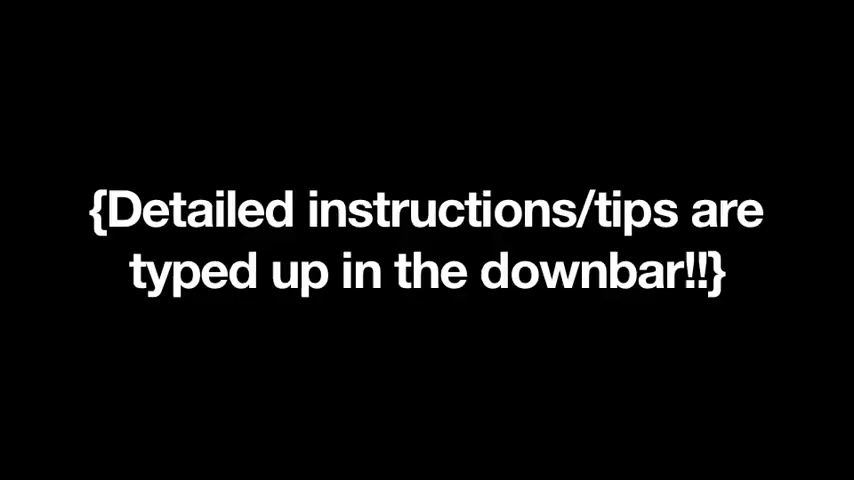 {Detailed instructions/tips are
typed up in the downbar!!}